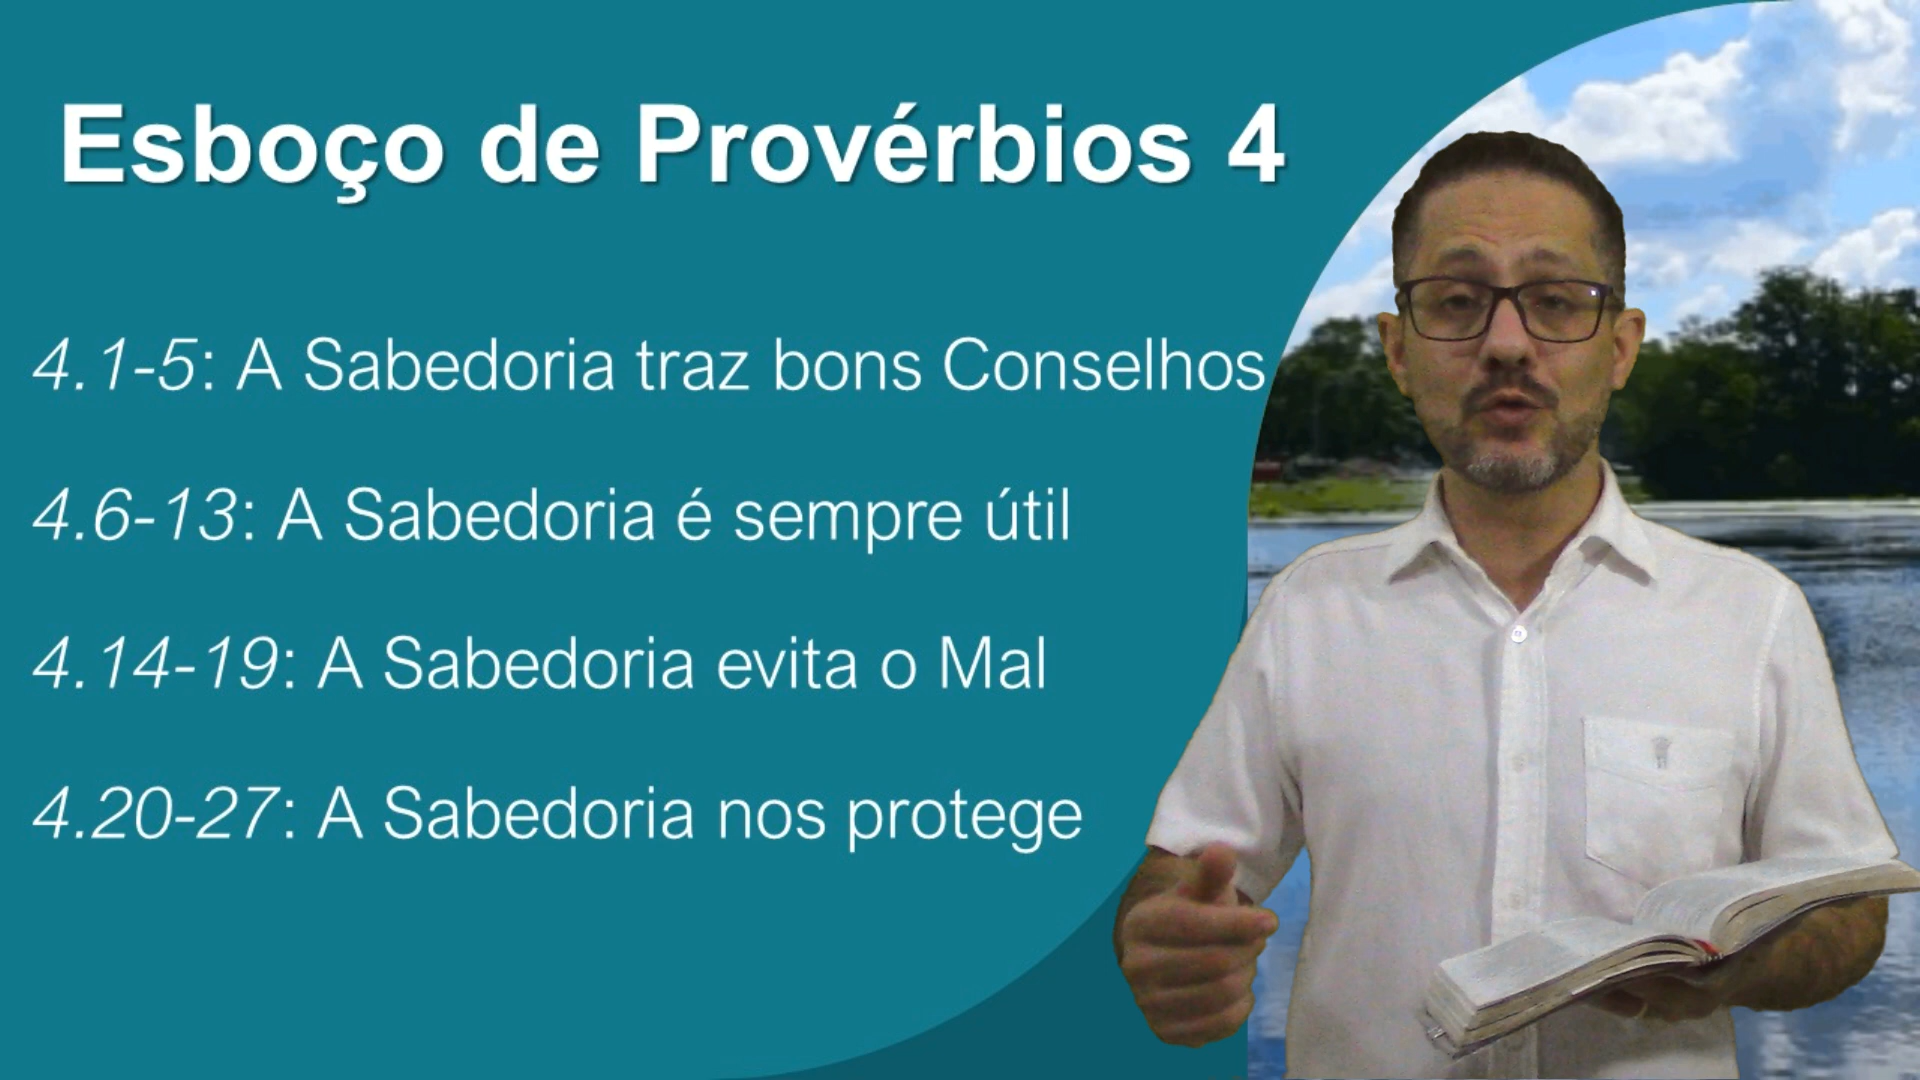 Esboço de Provérbios 4
4.1-5: A Sabedoria traz bons Conselhos
4.6-13: A Sabedoria é sempre útil
4.14-19: A Sabedoria evita o Mal
4.20-27: A Sabedoria nos protege